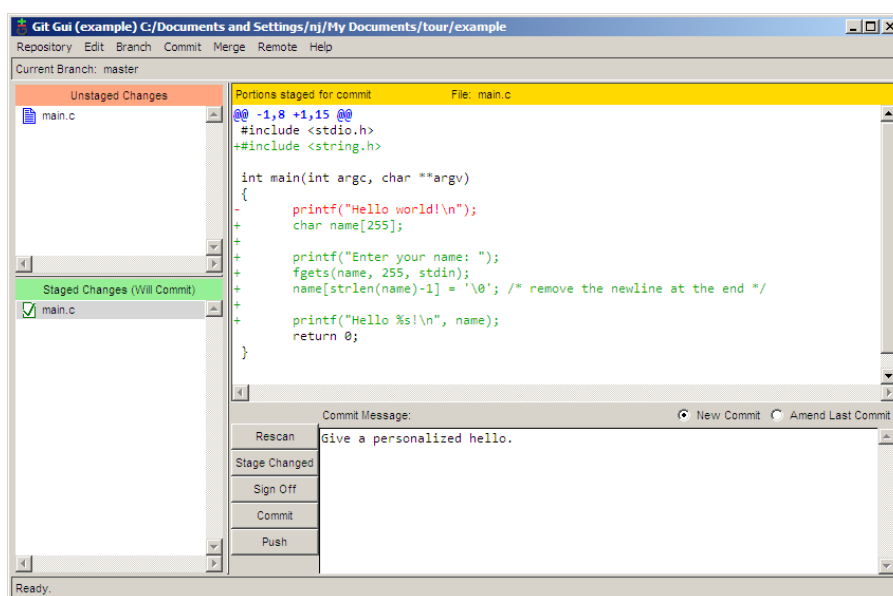 Git Gui (example) C:/Documents and Settings/nj/My Documents/tour/example
Repository Edit Branch Commit Merge Remote Help
Current Branch: master
Unstaged Changes
main.c
Staged Changes (Will Commit)
main.c
Portions staged for commit File: main.c
@@ -1,8 +1,15 @@
 #include <stdio.h>
+#include <string.h>
 int main(int argc, char **argv)
 {
-       printf("Hello world!\n");
+       char name[255];
+
+       printf("Enter your name: ");
+       fgets(name, 255, stdin);
+       name[strlen(name)-1] = '\0'; /* remove the newline at the end */
+
+       printf("Hello %s!\n", name);
        return 0;
 }
Commit Message: New Commit Amend Last Commit
Rescan
Stage Changed
Sign Off
Commit
Push
Give a personalized hello.
Ready.